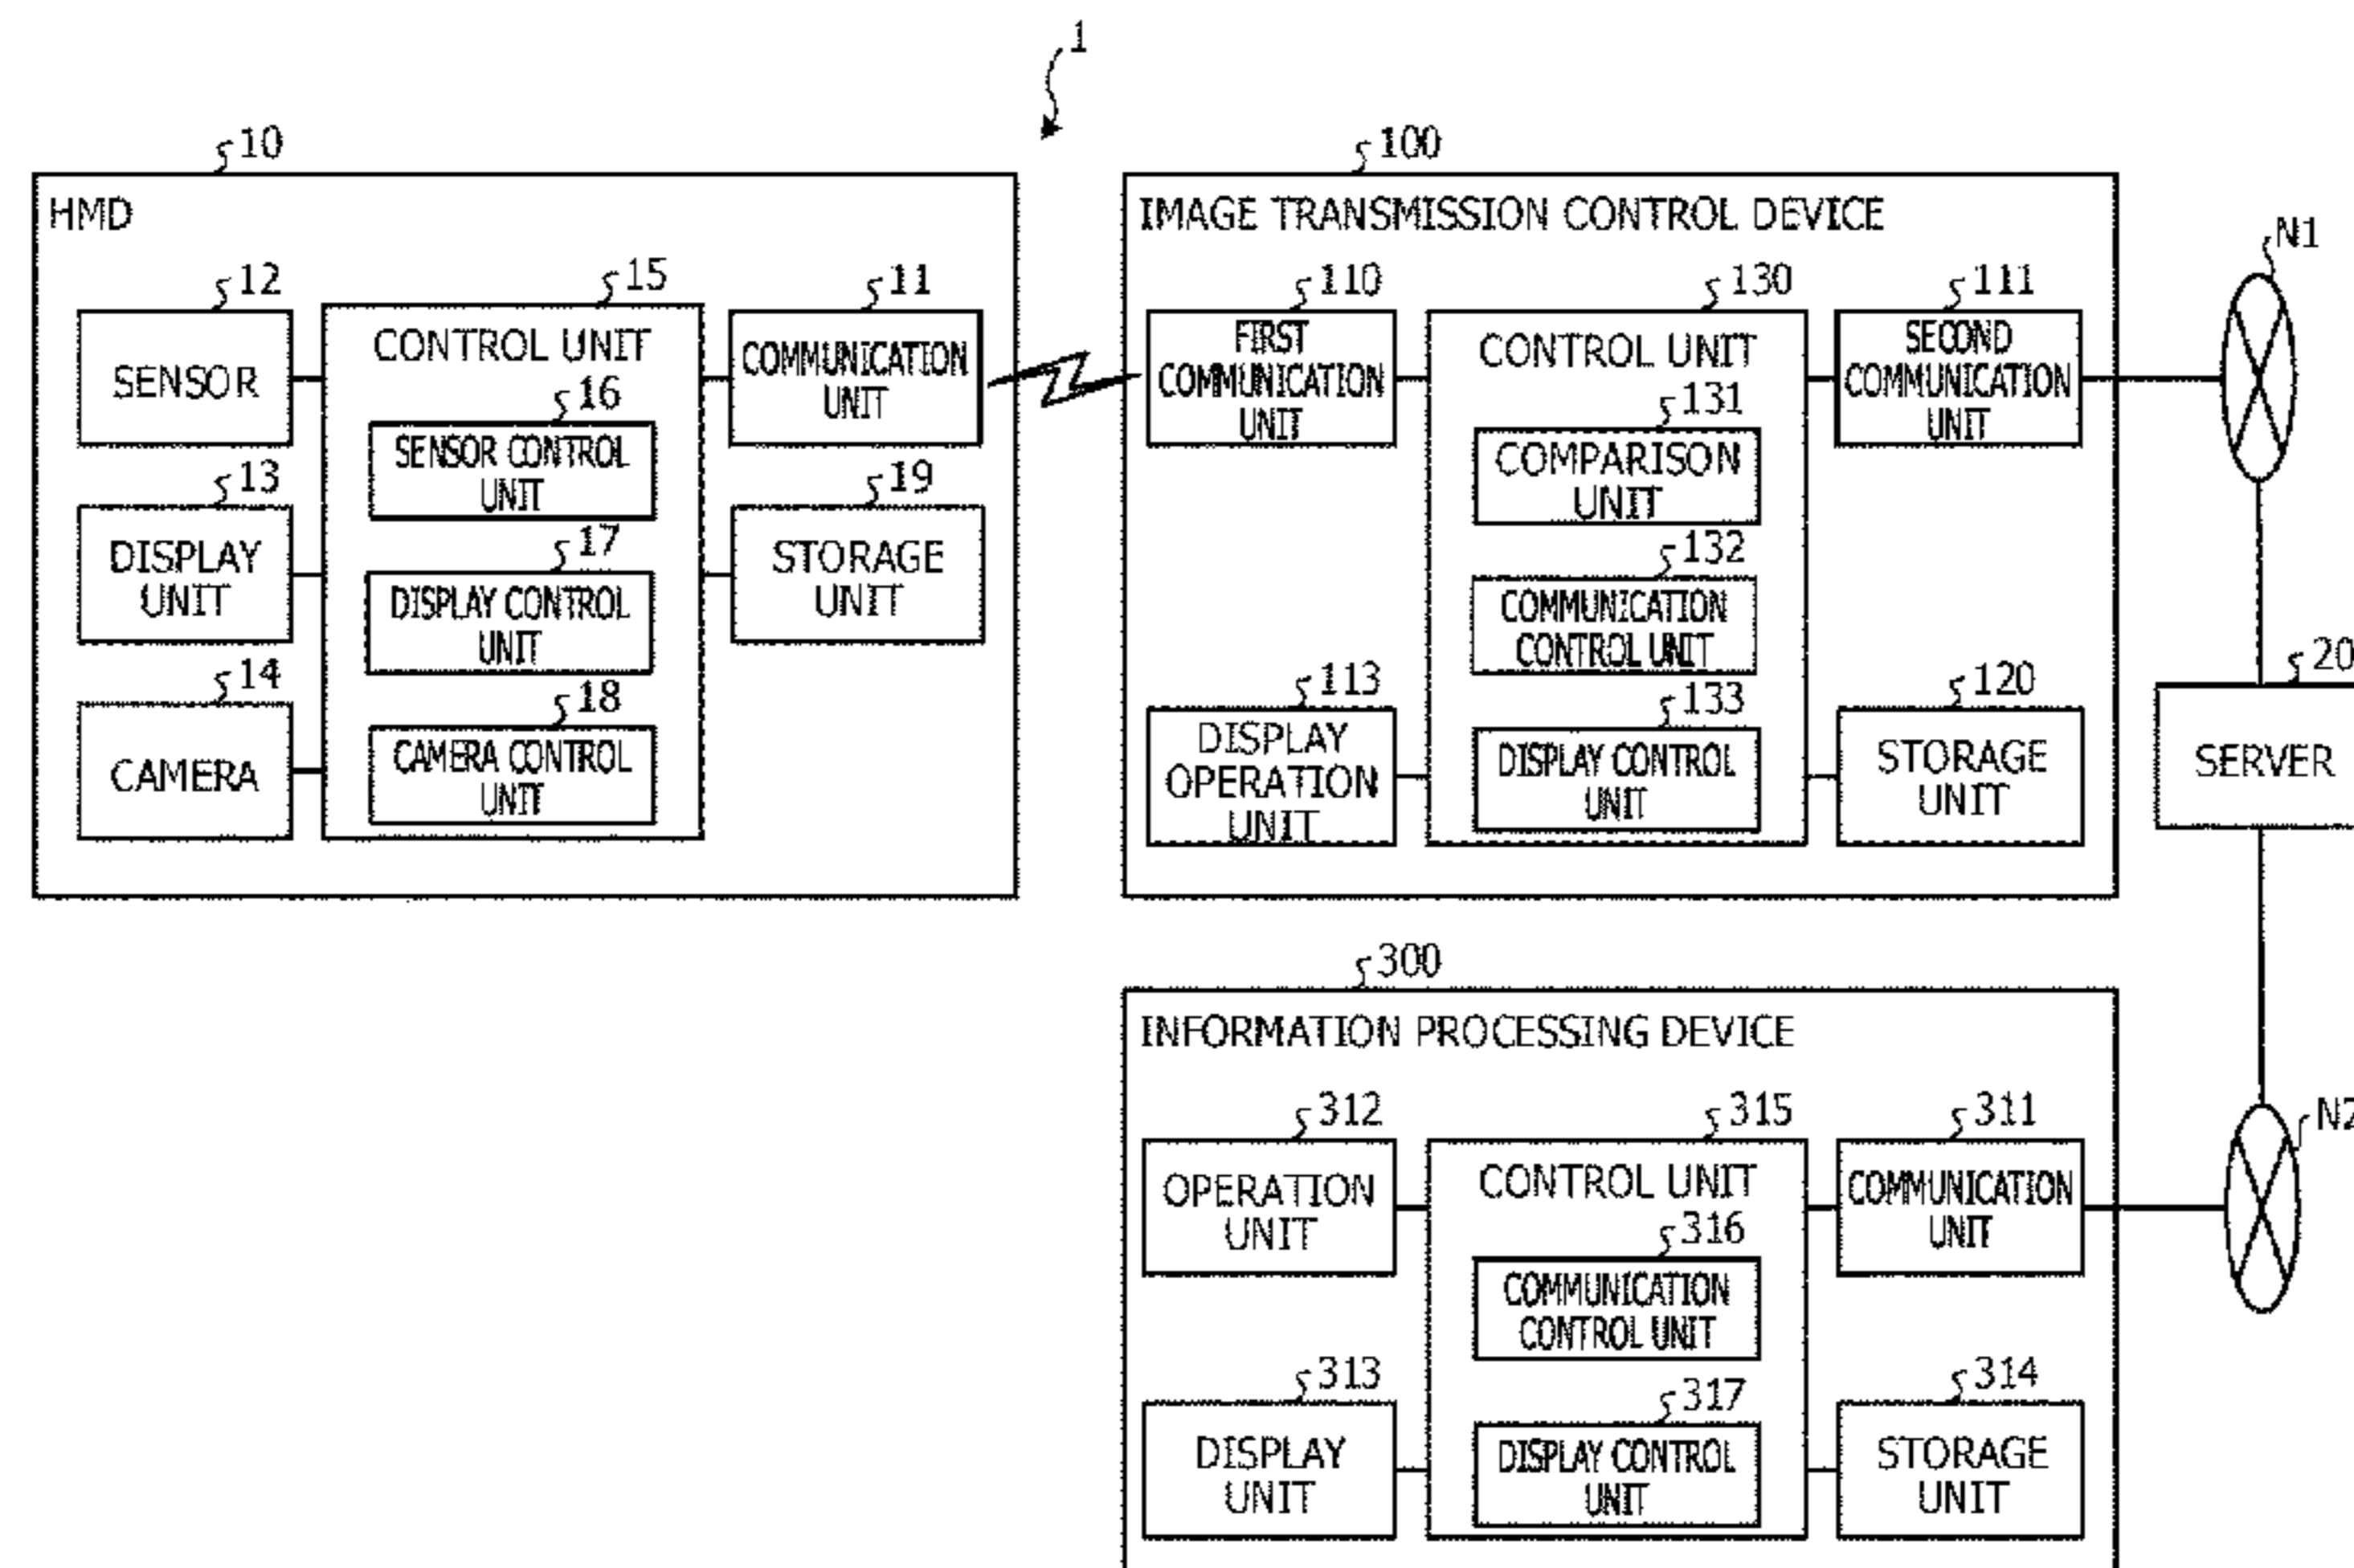 1
10
100
HMD
IMAGE TRANSMISSION CONTROL DEVICE
N1
12
15
11
110
130
111
SENSOR
CONTROL UNIT
COMMUNICATION
UNIT
FIRST
COMMUNICATION
UNIT
CONTROL UNIT
SECOND
COMMUNICATION
UNIT
16
SENSOR CONTROL
UNIT
131
COMPARISON
UNIT
13
DISPLAY
UNIT
17
DISPLAY CONTROL
UNIT
19
STORAGE
UNIT
132
COMMUNICATION
CONTROL UNIT
14
CAMERA
18
CAMERA CONTROL
UNIT
113
DISPLAY
OPERATION
UNIT
133
DISPLAY CONTROL
UNIT
120
STORAGE
UNIT
20
SERVER
300
INFORMATION PROCESSING DEVICE
312
315
311
N2
OPERATION
UNIT
CONTROL UNIT
COMMUNICATION
UNIT
316
COMMUNICATION
CONTROL UNIT
313
DISPLAY
UNIT
317
DISPLAY CONTROL
UNIT
314
STORAGE
UNIT